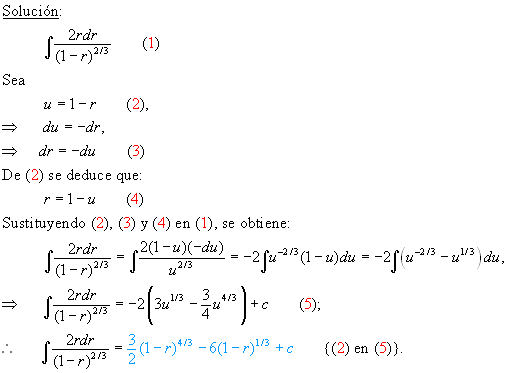 Solución:
∫ 2rdr/(1 − r)^{2/3} (1)
Sea
u = 1 − r (2),
⇒ du = −dr,
⇒ dr = −du (3)
De (2) se deduce que:
r = 1 − u (4)
Sustituyendo (2), (3) y (4) en (1), se obtiene:
∫ 2rdr/(1 − r)^{2/3} = ∫ 2(1 − u)(−du)/u^{2/3} = −2∫u^{−2/3}(1 − u)du = −2∫(u^{−2/3} − u^{1/3})du,
⇒ ∫ 2rdr/(1 − r)^{2/3} = −2(3u^{1/3} − 3/4 u^{4/3}) + c (5);
∴ ∫ 2rdr/(1 − r)^{2/3} = 3/2 (1 − r)^{4/3} − 6(1 − r)^{1/3} + c {(2) en (5)}.